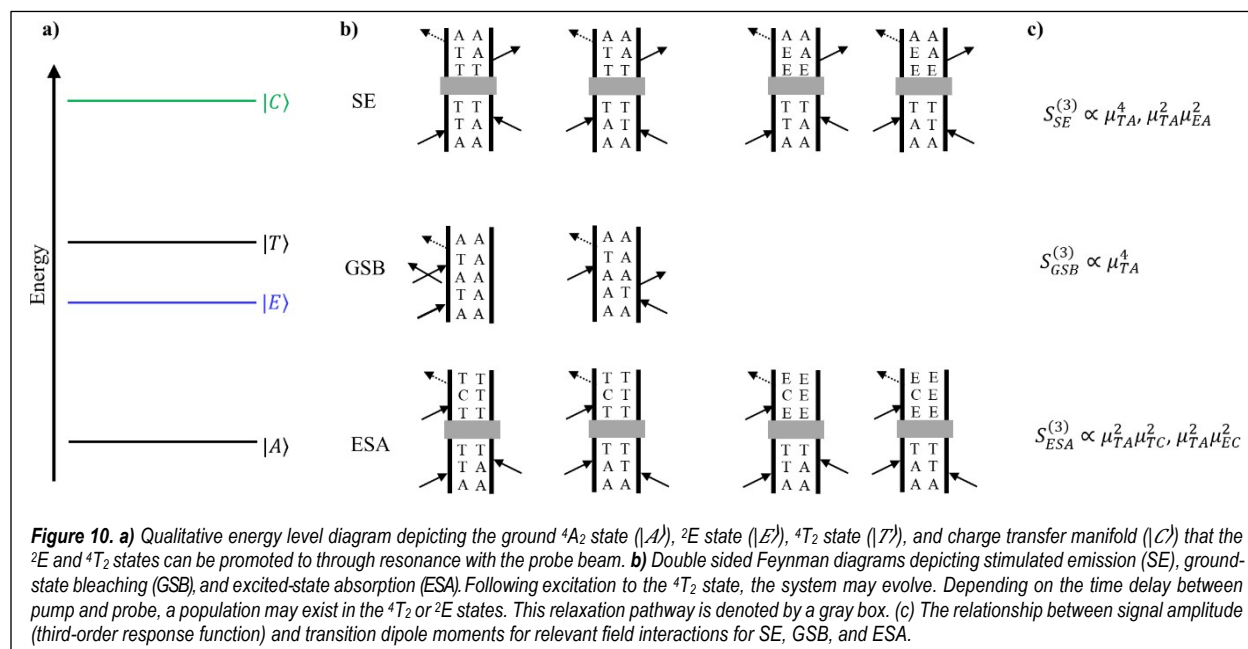 a)
b)
c)
Energy
|C⟩
|T⟩
|E⟩
|A⟩
SE
A A A A A A A A
T A T A E A E A
T T T T E E E E
T T T T T T T T
T A A T T A A T
A A A A A A A A
S_SE^(3) ∝ μ_TA^4, μ_TA^2 μ_EA^2
GSB
A A A A
T A T A
A A A A
T A A T
A A A A
S_GSB^(3) ∝ μ_TA^4
ESA
T T T T E E E E
C T C T C E C E
T T T T E E E E
T T T T T T T T
T A A T T A A T
A A A A A A A A
S_ESA^(3) ∝ μ_TA^2 μ_TC^2, μ_TA^2 μ_EC^2
Figure 10. a) Qualitative energy level diagram depicting the ground ⁴A₂ state (|A⟩), ²E state (|E⟩), ⁴T₂ state (|T⟩), and charge transfer manifold (|C⟩) that the
²E and ⁴T₂ states can be promoted to through resonance with the probe beam. b) Double sided Feynman diagrams depicting stimulated emission (SE), ground-
state bleaching (GSB), and excited-state absorption (ESA). Following excitation to the ⁴T₂ state, the system may evolve. Depending on the time delay between
pump and probe, a population may exist in the ⁴T₂ or ²E states. This relaxation pathway is denoted by a gray box. (c) The relationship between signal amplitude
(third-order response function) and transition dipole moments for relevant field interactions for SE, GSB, and ESA.